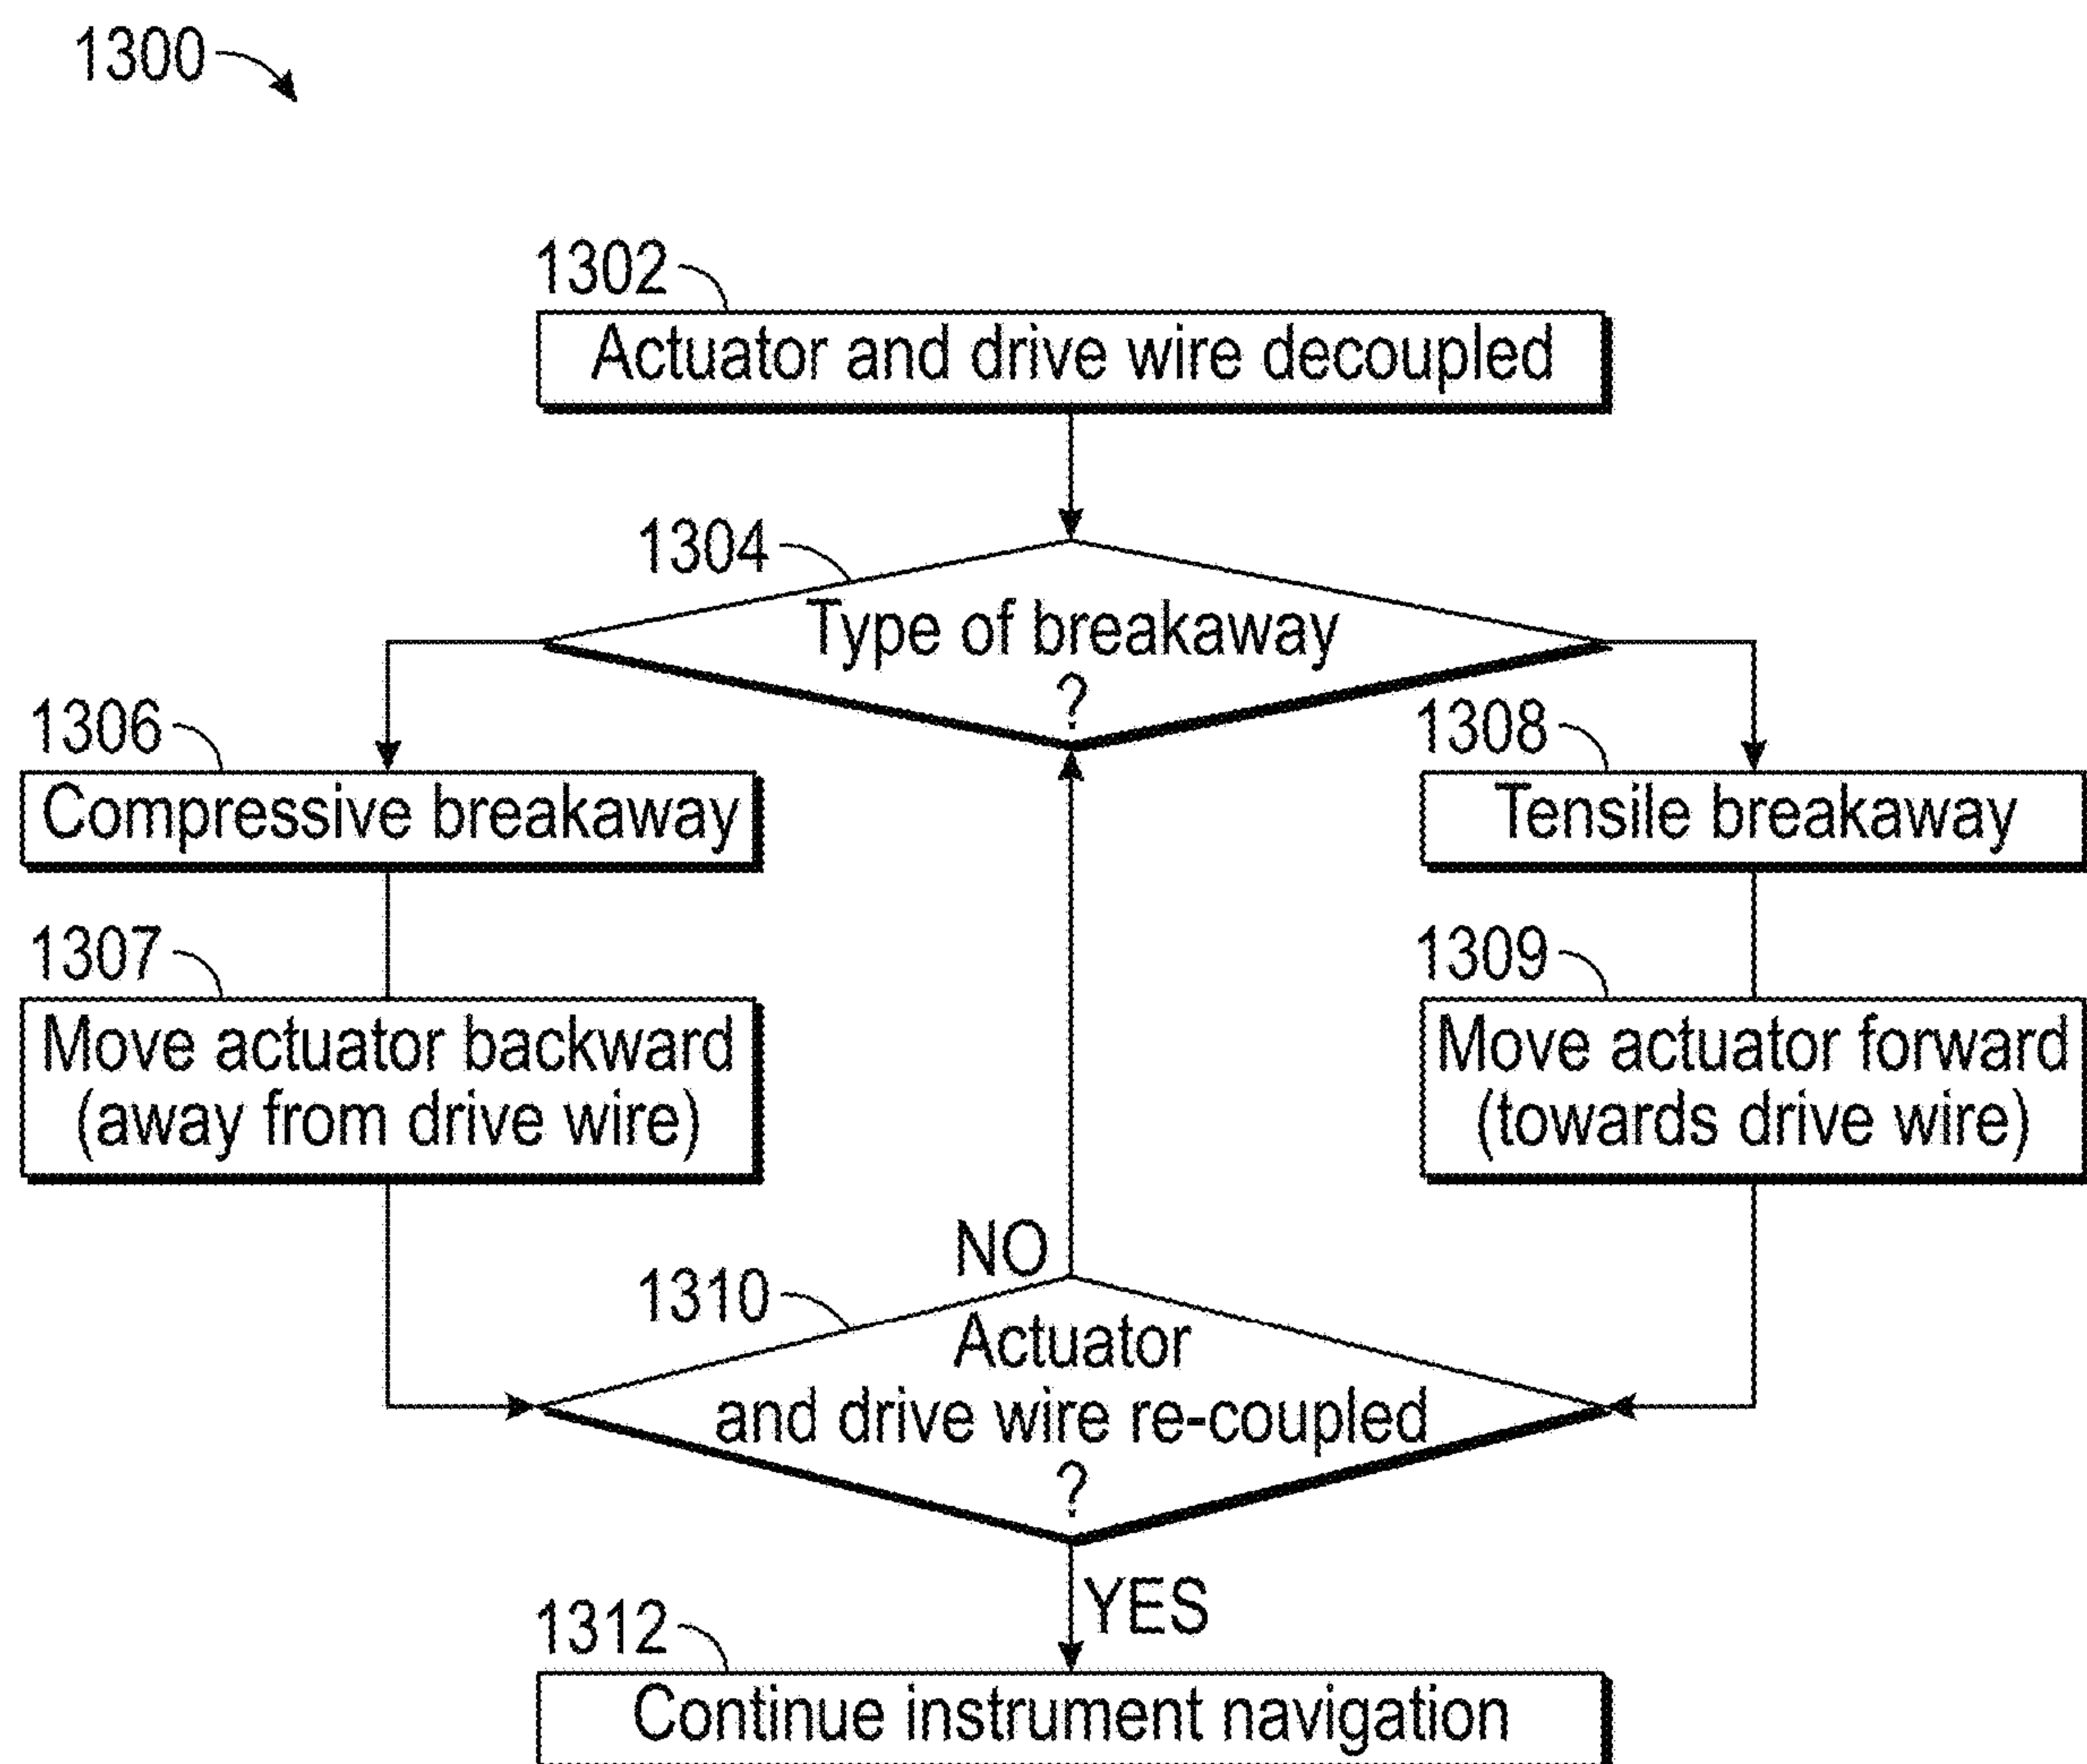 1300
1302
Actuator and drive wire decoupled
1304
Type of breakaway
?
1306
Compressive breakaway
1308
Tensile breakaway
1307
Move actuator backward
(away from drive wire)
1309
Move actuator forward
(towards drive wire)
NO
1310
Actuator
and drive wire re-coupled
?
YES
1312
Continue instrument navigation